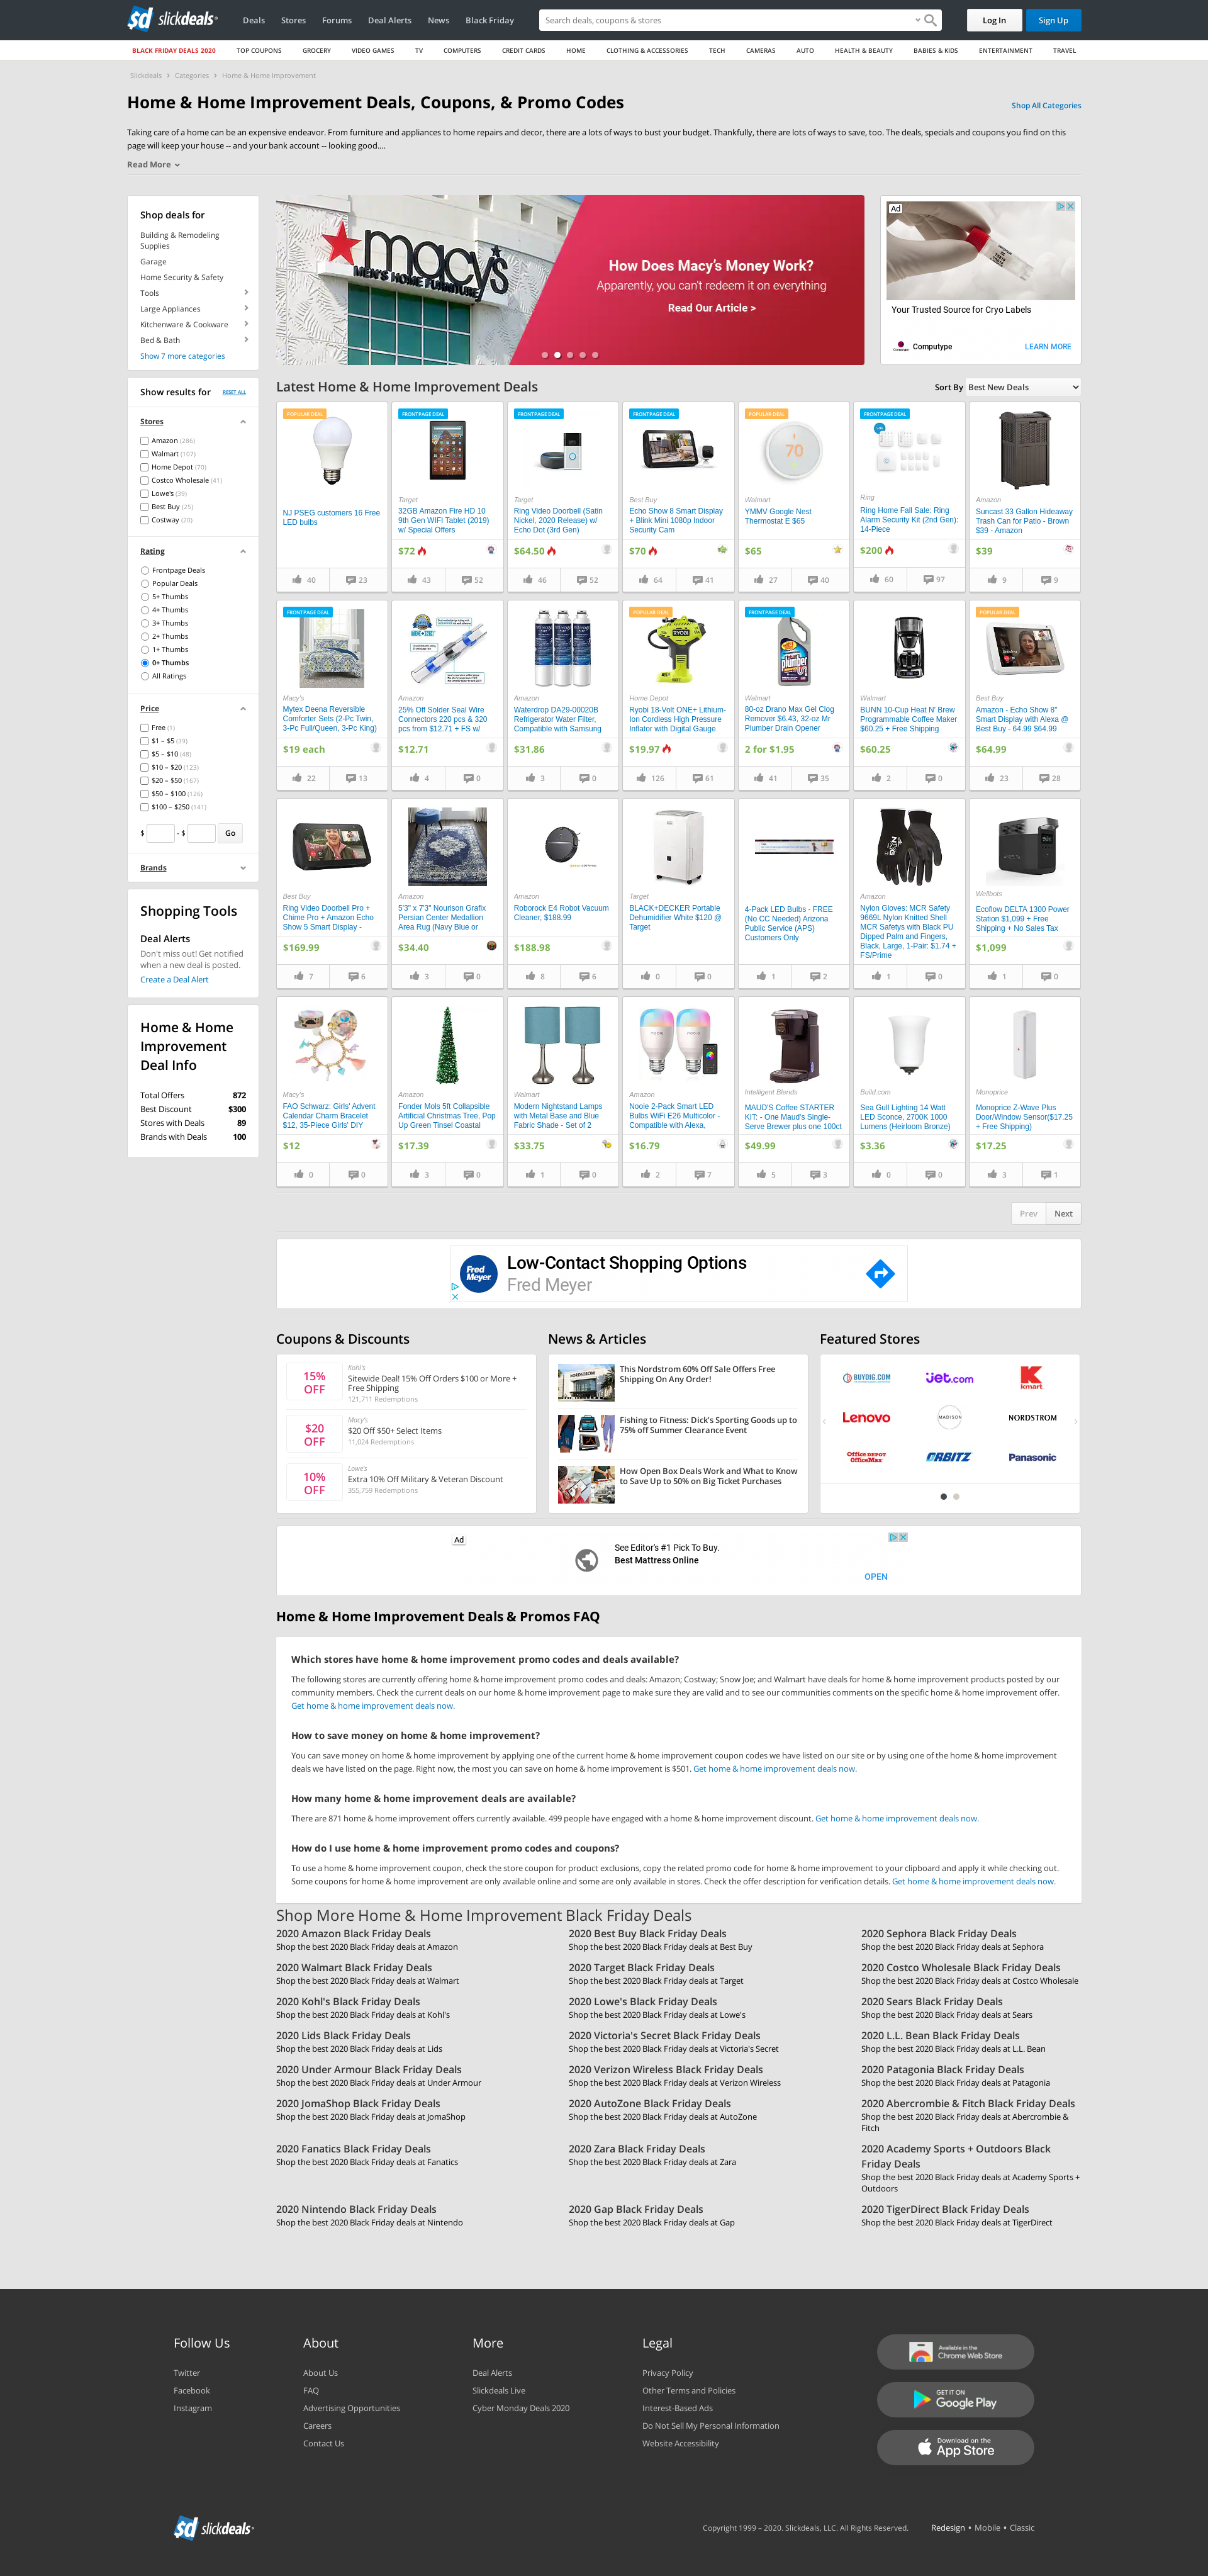 slickdeals
Deals Stores Forums Deal Alerts News Black Friday
Search deals, coupons & stores
Log In Sign Up
BLACK FRIDAY DEALS 2020 TOP COUPONS GROCERY VIDEO GAMES TV COMPUTERS CREDIT CARDS HOME CLOTHING & ACCESSORIES TECH CAMERAS AUTO HEALTH & BEAUTY BABIES & KIDS ENTERTAINMENT TRAVEL
Slickdeals > Categories > Home & Home Improvement
Home & Home Improvement Deals, Coupons, & Promo Codes
Shop All Categories
Taking care of a home can be an expensive endeavor. From furniture and appliances to home repairs and decor, there are a lots of ways to bust your budget. Thankfully, there are lots of ways to save, too. The deals, specials and coupons you find on this
page will keep your house -- and your bank account -- looking good....
Read More
Shop deals for
Building & Remodeling
Supplies
Garage
Home Security & Safety
Tools
Large Appliances
Kitchenware & Cookware
Bed & Bath
Show 7 more categories
Show results for RESET ALL
Stores
Amazon (286)
Walmart (107)
Home Depot (70)
Costco Wholesale (41)
Lowe's (39)
Best Buy (25)
Costway (20)
Rating
Frontpage Deals
Popular Deals
5+ Thumbs
4+ Thumbs
3+ Thumbs
2+ Thumbs
1+ Thumbs
0+ Thumbs
All Ratings
Price
Free (1)
$1 – $5 (39)
$5 – $10 (48)
$10 – $20 (123)
$20 – $50 (167)
$50 – $100 (126)
$100 – $250 (141)
$ - $ Go
Brands
Shopping Tools
Deal Alerts
Don't miss out! Get notified
when a new deal is posted.
Create a Deal Alert
Home & Home
Improvement
Deal Info
Total Offers 872
Best Discount $300
Stores with Deals 89
Brands with Deals 100
macy's
MEN'S HOME FURNITURE
How Does Macy's Money Work?
Apparently, you can't redeem it on everything
Read Our Article >
Ad
Your Trusted Source for Cryo Labels
Computype LEARN MORE
Latest Home & Home Improvement Deals
Sort By Best New Deals
POPULAR DEAL
NJ PSEG customers 16 Free
LED bulbs
40 23
FRONTPAGE DEAL
Target
32GB Amazon Fire HD 10
9th Gen WIFI Tablet (2019)
w/ Special Offers
$72
43 52
FRONTPAGE DEAL
Target
Ring Video Doorbell (Satin
Nickel, 2020 Release) w/
Echo Dot (3rd Gen)
$64.50
46 52
FRONTPAGE DEAL
Best Buy
Echo Show 8 Smart Display
+ Blink Mini 1080p Indoor
Security Cam
$70
64 41
POPULAR DEAL
70
Walmart
YMMV Google Nest
Thermostat E $65
$65
27 40
FRONTPAGE DEAL
Ring
Ring Home Fall Sale: Ring
Alarm Security Kit (2nd Gen):
14-Piece
$200
60 97
Amazon
Suncast 33 Gallon Hideaway
Trash Can for Patio - Brown
$39 - Amazon
$39
9 9
FRONTPAGE DEAL
Macy's
Mytex Deena Reversible
Comforter Sets (2-Pc Twin,
3-Pc Full/Queen, 3-Pc King)
$19 each
22 13
Amazon
25% Off Solder Seal Wire
Connectors 220 pcs & 320
pcs from $12.71 + FS w/
$12.71
4 0
Amazon
Waterdrop DA29-00020B
Refrigerator Water Filter,
Compatible with Samsung
$31.86
3 0
POPULAR DEAL
RYOBI
Home Depot
Ryobi 18-Volt ONE+ Lithium-
Ion Cordless High Pressure
Inflator with Digital Gauge
$19.97
126 61
FRONTPAGE DEAL
Walmart
80-oz Drano Max Gel Clog
Remover $6.43, 32-oz Mr
Plumber Drain Opener
2 for $1.95
41 35
Walmart
BUNN 10-Cup Heat N' Brew
Programmable Coffee Maker
$60.25 + Free Shipping
$60.25
2 0
POPULAR DEAL
Best Buy
Amazon - Echo Show 8"
Smart Display with Alexa @
Best Buy - 64.99 $64.99
$64.99
23 28
Best Buy
Ring Video Doorbell Pro +
Chime Pro + Amazon Echo
Show 5 Smart Display -
$169.99
7 6
Amazon
5'3" x 7'3" Nourison Grafix
Persian Center Medallion
Area Rug (Navy Blue or
$34.40
3 0
Amazon
Roborock E4 Robot Vacuum
Cleaner, $188.99
$188.98
8 6
Target
BLACK+DECKER Portable
Dehumidifier White $120 @
Target
0 0
4-Pack LED Bulbs - FREE
(No CC Needed) Arizona
Public Service (APS)
Customers Only
1 2
Amazon
Nylon Gloves: MCR Safety
9669L Nylon Knitted Shell
MCR Safetys with Black PU
Dipped Palm and Fingers,
Black, Large, 1-Pair: $1.74 +
FS/Prime
1 0
Wellbots
Ecoflow DELTA 1300 Power
Station $1,099 + Free
Shipping + No Sales Tax
$1,099
1 0
Macy's
FAO Schwarz: Girls' Advent
Calendar Charm Bracelet
$12, 35-Piece Girls' DIY
$12
0 0
Amazon
Fonder Mols 5ft Collapsible
Artificial Christmas Tree, Pop
Up Green Tinsel Coastal
$17.39
3 0
Walmart
Modern Nightstand Lamps
with Metal Base and Blue
Fabric Shade - Set of 2
$33.75
1 0
Amazon
Nooie 2-Pack Smart LED
Bulbs WiFi E26 Multicolor -
Compatible with Alexa,
$16.79
2 7
Intelligent Blends
MAUD'S Coffee STARTER
KIT: - One Maud's Single-
Serve Brewer plus one 100ct
$49.99
5 3
Build.com
Sea Gull Lighting 14 Watt
LED Sconce, 2700K 1000
Lumens (Heirloom Bronze)
$3.36
0 0
Monoprice
Monoprice Z-Wave Plus
Door/Window Sensor($17.25
+ Free Shipping)
$17.25
3 1
Prev Next
Fred Meyer
Low-Contact Shopping Options
Fred Meyer
Coupons & Discounts
15% OFF
Kohl's
Sitewide Deal! 15% Off Orders $100 or More +
Free Shipping
121,711 Redemptions
$20 OFF
Macy's
$20 Off $50+ Select Items
11,024 Redemptions
10% OFF
Lowe's
Extra 10% Off Military & Veteran Discount
355,759 Redemptions
News & Articles
NORDSTROM
This Nordstrom 60% Off Sale Offers Free
Shipping On Any Order!
Fishing to Fitness: Dick's Sporting Goods up to
75% off Summer Clearance Event
How Open Box Deals Work and What to Know
to Save Up to 50% on Big Ticket Purchases
Featured Stores
BUYDIG.COM jet.com kmart
Lenovo MADISON NORDSTROM
Office DEPOT OfficeMax ORBITZ Panasonic
Ad
See Editor's #1 Pick To Buy.
Best Mattress Online
OPEN
Home & Home Improvement Deals & Promos FAQ
Which stores have home & home improvement promo codes and deals available?
The following stores are currently offering home & home improvement promo codes and deals: Amazon; Costway; Snow Joe; and Walmart have deals for home & home improvement products posted by our
community members. Check the current deals on our home & home improvement page to make sure they are valid and to see our communities comments on the specific home & home improvement offer.
Get home & home improvement deals now.
How to save money on home & home improvement?
You can save money on home & home improvement by applying one of the current home & home improvement coupon codes we have listed on our site or by using one of the home & home improvement
deals we have listed on the page. Right now, the most you can save on home & home improvement is $501. Get home & home improvement deals now.
How many home & home improvement deals are available?
There are 871 home & home improvement offers currently available. 499 people have engaged with a home & home improvement discount. Get home & home improvement deals now.
How do I use home & home improvement promo codes and coupons?
To use a home & home improvement coupon, check the store coupon for product exclusions, copy the related promo code for home & home improvement to your clipboard and apply it while checking out.
Some coupons for home & home improvement are only available online and some are only available in stores. Check the offer description for verification details. Get home & home improvement deals now.
Shop More Home & Home Improvement Black Friday Deals
2020 Amazon Black Friday Deals
Shop the best 2020 Black Friday deals at Amazon
2020 Best Buy Black Friday Deals
Shop the best 2020 Black Friday deals at Best Buy
2020 Sephora Black Friday Deals
Shop the best 2020 Black Friday deals at Sephora
2020 Walmart Black Friday Deals
Shop the best 2020 Black Friday deals at Walmart
2020 Target Black Friday Deals
Shop the best 2020 Black Friday deals at Target
2020 Costco Wholesale Black Friday Deals
Shop the best 2020 Black Friday deals at Costco Wholesale
2020 Kohl's Black Friday Deals
Shop the best 2020 Black Friday deals at Kohl's
2020 Lowe's Black Friday Deals
Shop the best 2020 Black Friday deals at Lowe's
2020 Sears Black Friday Deals
Shop the best 2020 Black Friday deals at Sears
2020 Lids Black Friday Deals
Shop the best 2020 Black Friday deals at Lids
2020 Victoria's Secret Black Friday Deals
Shop the best 2020 Black Friday deals at Victoria's Secret
2020 L.L. Bean Black Friday Deals
Shop the best 2020 Black Friday deals at L.L. Bean
2020 Under Armour Black Friday Deals
Shop the best 2020 Black Friday deals at Under Armour
2020 Verizon Wireless Black Friday Deals
Shop the best 2020 Black Friday deals at Verizon Wireless
2020 Patagonia Black Friday Deals
Shop the best 2020 Black Friday deals at Patagonia
2020 JomaShop Black Friday Deals
Shop the best 2020 Black Friday deals at JomaShop
2020 AutoZone Black Friday Deals
Shop the best 2020 Black Friday deals at AutoZone
2020 Abercrombie & Fitch Black Friday Deals
Shop the best 2020 Black Friday deals at Abercrombie &
Fitch
2020 Fanatics Black Friday Deals
Shop the best 2020 Black Friday deals at Fanatics
2020 Zara Black Friday Deals
Shop the best 2020 Black Friday deals at Zara
2020 Academy Sports + Outdoors Black
Friday Deals
Shop the best 2020 Black Friday deals at Academy Sports +
Outdoors
2020 Nintendo Black Friday Deals
Shop the best 2020 Black Friday deals at Nintendo
2020 Gap Black Friday Deals
Shop the best 2020 Black Friday deals at Gap
2020 TigerDirect Black Friday Deals
Shop the best 2020 Black Friday deals at TigerDirect
Follow Us
Twitter
Facebook
Instagram
About
About Us
FAQ
Advertising Opportunities
Careers
Contact Us
More
Deal Alerts
Slickdeals Live
Cyber Monday Deals 2020
Legal
Privacy Policy
Other Terms and Policies
Interest-Based Ads
Do Not Sell My Personal Information
Website Accessibility
Available in the
Chrome Web Store
GET IT ON
Google Play
Download on the
App Store
slickdeals
Copyright 1999 – 2020. Slickdeals, LLC. All Rights Reserved. Redesign • Mobile • Classic